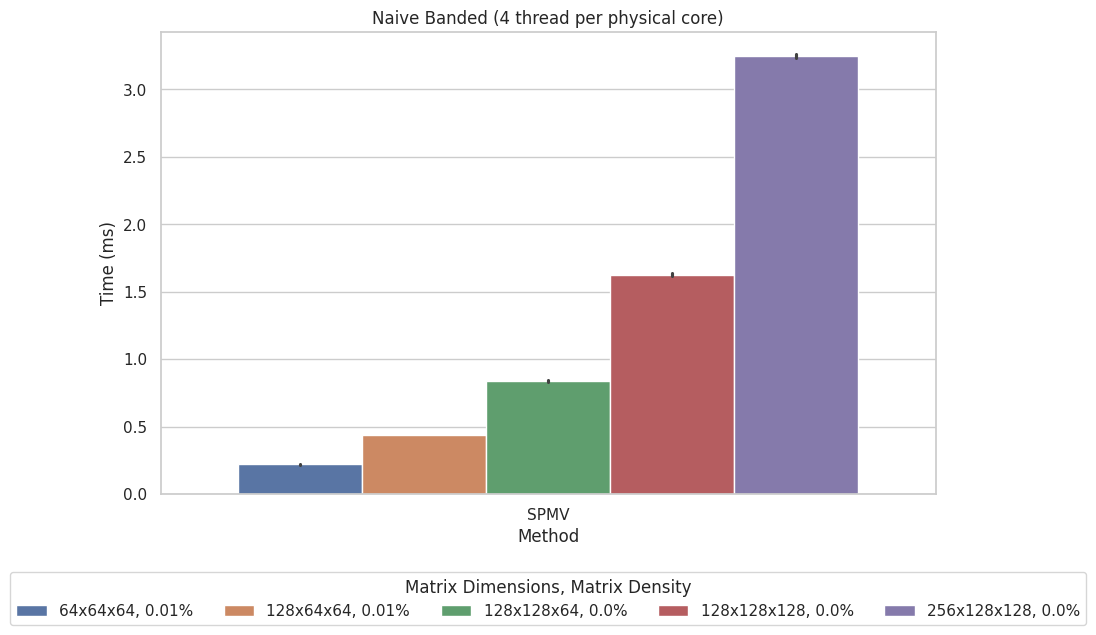 Naive Banded (4 thread per physical core)
3.0
2.5
2.0
1.5
1.0
0.5
0.0
Time (ms)
SPMV
Method
Matrix Dimensions, Matrix Density
64x64x64, 0.01% 128x64x64, 0.01% 128x128x64, 0.0% 128x128x128, 0.0% 256x128x128, 0.0%